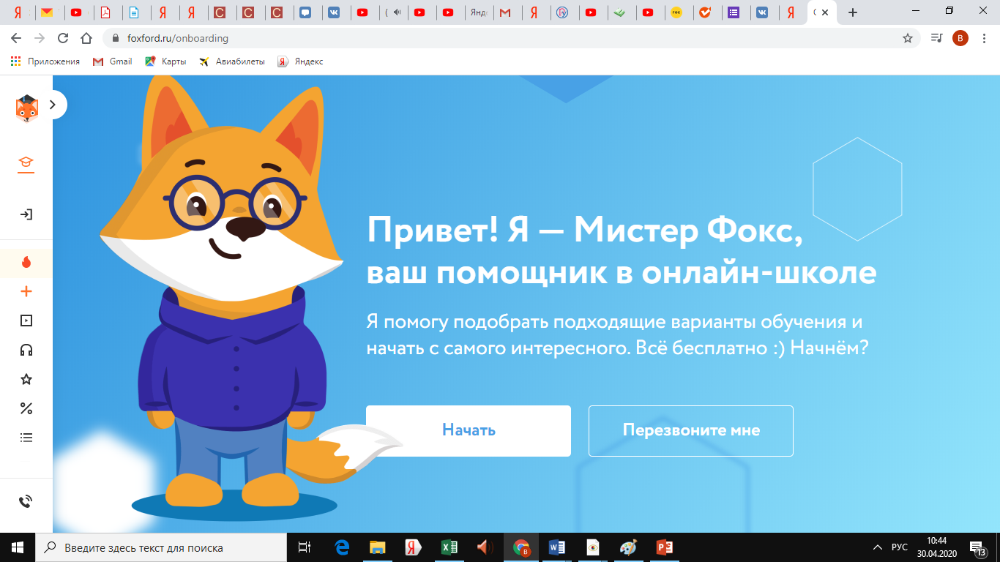 Янд
foxford.ru/onboarding
B
Приложения
Gmail
Карты
Авиабилеты
Яндекс
Привет! Я — Мистер Фокс,
ваш помощник в онлайн-школе
Я помогу подобрать подходящие варианты обучения и
начать с самого интересного. Всё бесплатно :) Начнём?
Начать
Перезвоните мне
Введите здесь текст для поиска
РУС
10:44
30.04.2020
13